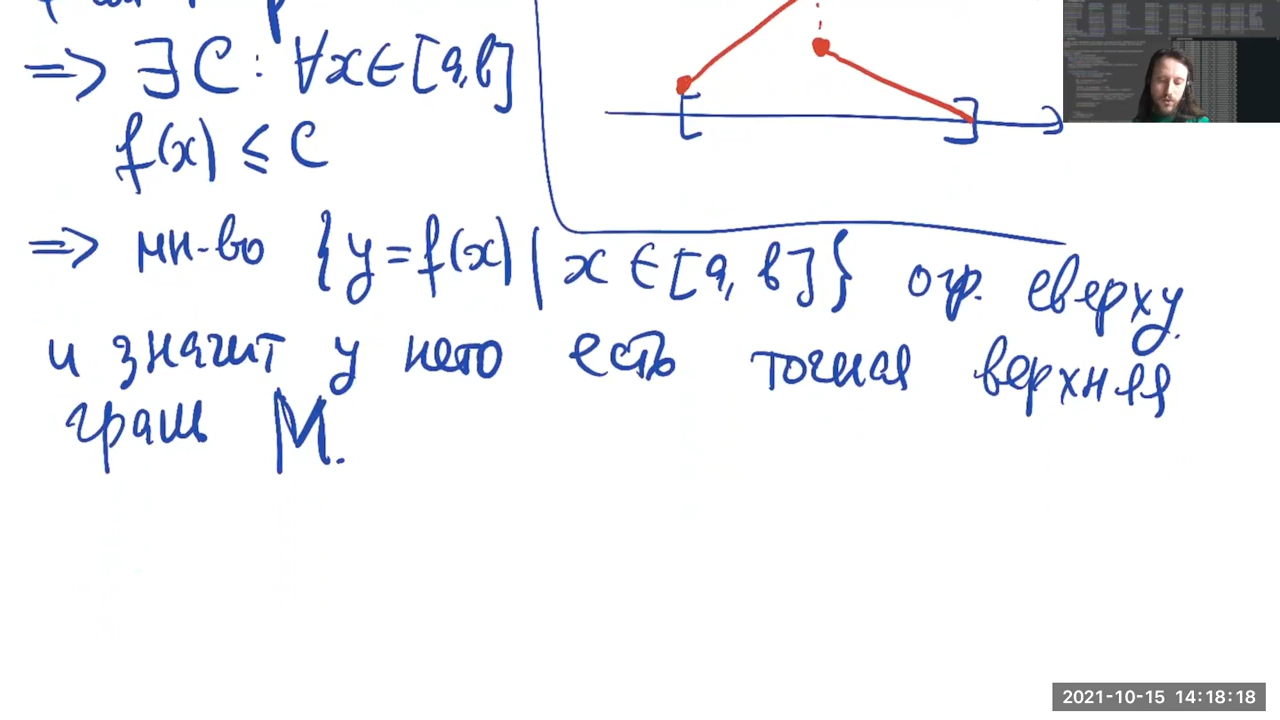 => ∃ C : ∀x∈[a,b]
f(x) ≤ C
=> мн-во {y=f(x) | x∈[a, b]} огр. сверху
и значит у него есть точная верхняя
грань M.
2021-10-15 14:18:18